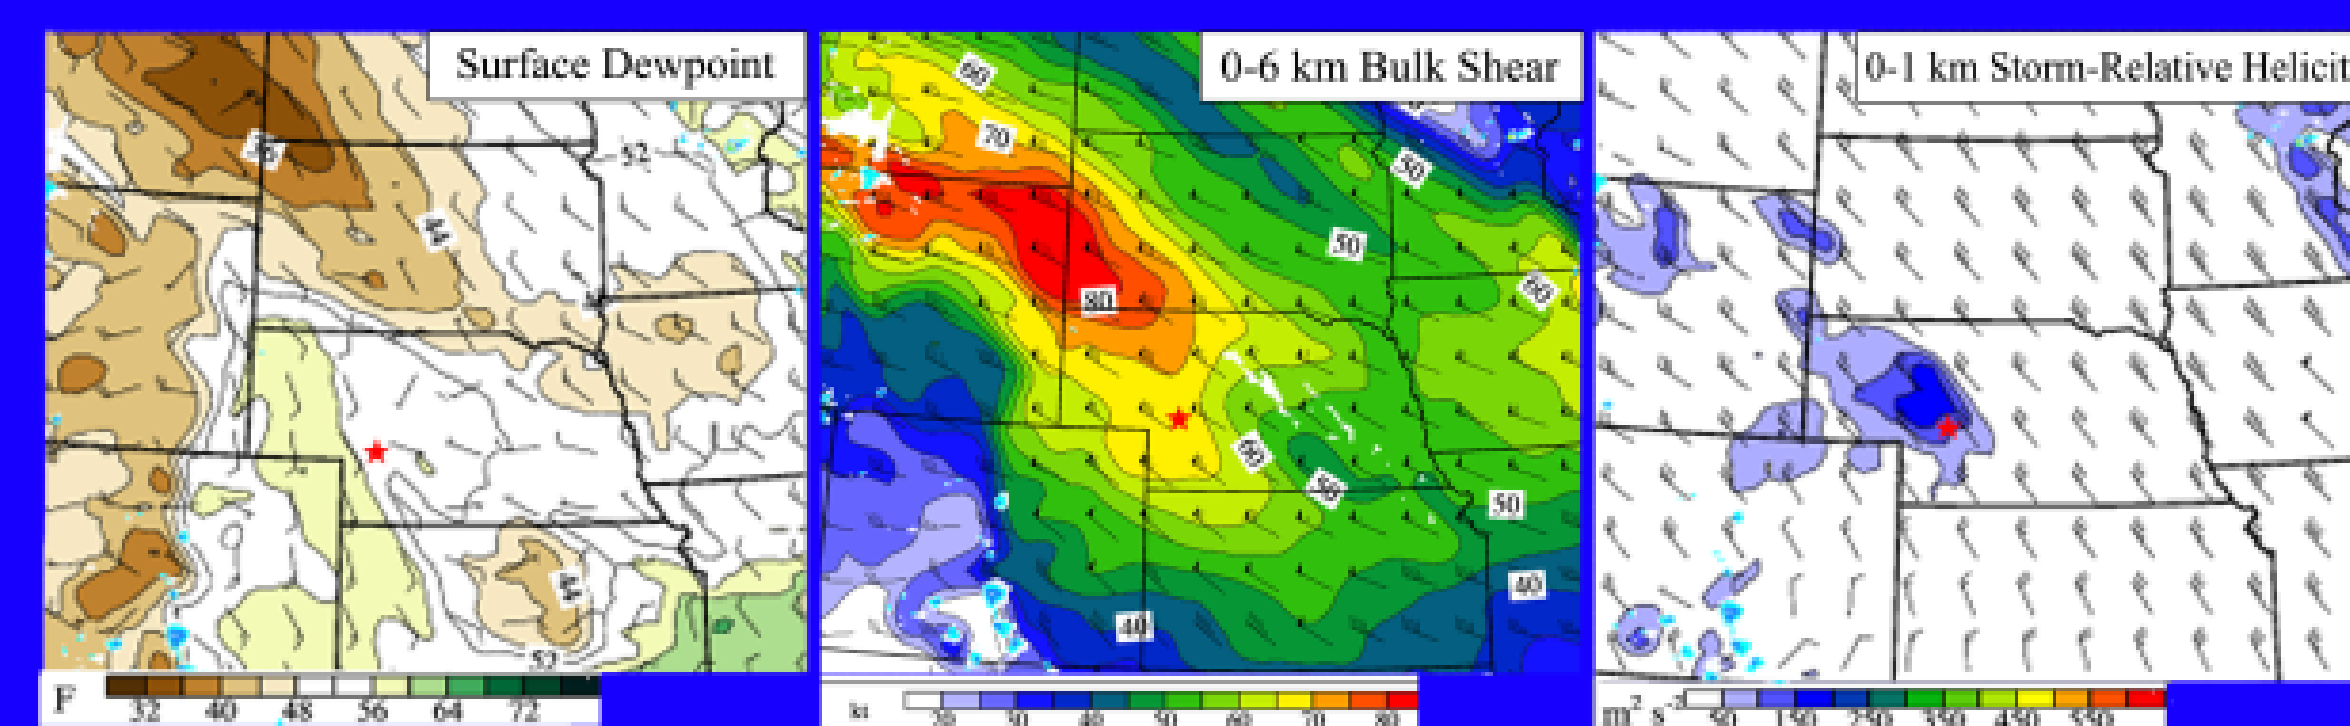 Surface Dewpoint
0-6 km Bulk Shear
0-1 km Storm-Relative Helicit
60
70
52
36
50
44
50
60
80
60
50
50
44
40
40
52
F
32 40 48 56 64 72
kt
20 30 40 50 60 70 80
m² s⁻²
50 150 250 350 450 550